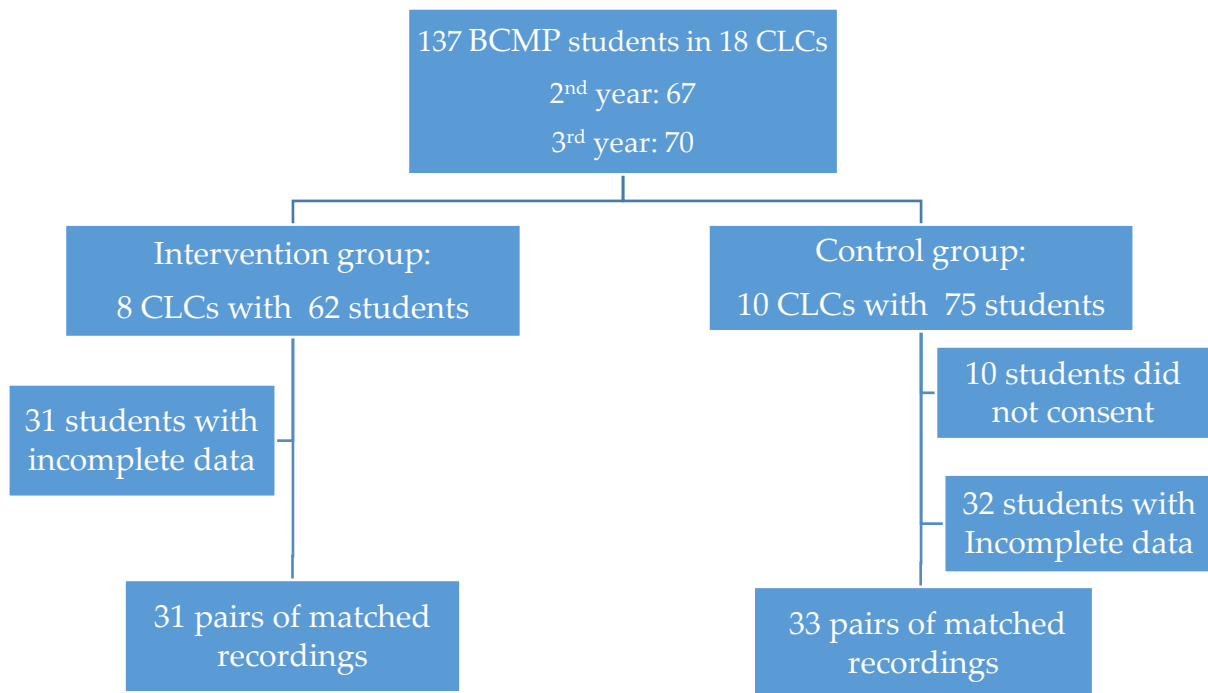 137 BCMP students in 18 CLCs
2nd year: 67
3rd year: 70
Intervention group:
8 CLCs with 62 students
Control group:
10 CLCs with 75 students
10 students did
not consent
31 students with
incomplete data
32 students with
Incomplete data
31 pairs of matched
recordings
33 pairs of matched
recordings